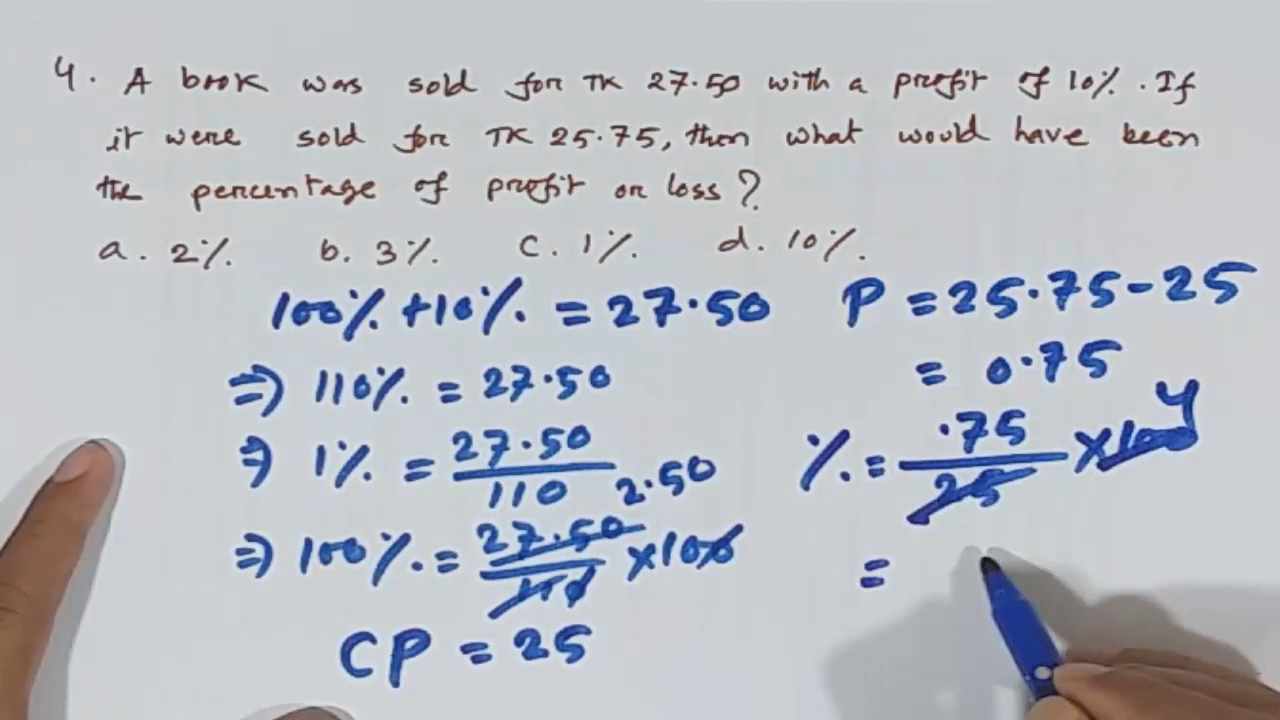 4. A book was sold for TK 27.50 with a profit of 10%. If
it were sold for TK 25.75, then what would have been
the percentage of profit or loss?
a. 2%. b. 3%. c. 1%. d. 10%.
100% + 10% = 27.50
⇒ 110% = 27.50
⇒ 1% = 27.50/110
2.50
⇒ 100% = 27.50/110 × 100
CP = 25
P = 25.75 - 25
= 0.75
4
% = .75/25 × 100
=